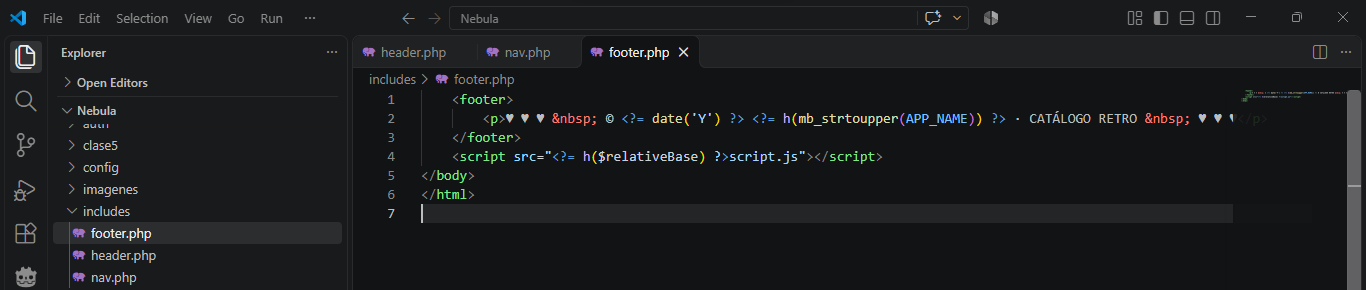 File Edit Selection View Go Run ··· Nebula
Explorer ···
header.php nav.php footer.php ···
Open Editors
includes > footer.php
Nebula
auth
clase5
config
imagenes
includes
footer.php
header.php
nav.php
1 <footer>
2 <p>♥ ♥ ♥ &nbsp; © <?= date('Y') ?> <?= h(mb_strtoupper(APP_NAME)) ?> · CATÁLOGO RETRO &nbsp; ♥ ♥ ♥</p>
3 </footer>
4 <script src="<?= h($relativeBase) ?>script.js"></script>
5 </body>
6 </html>
7